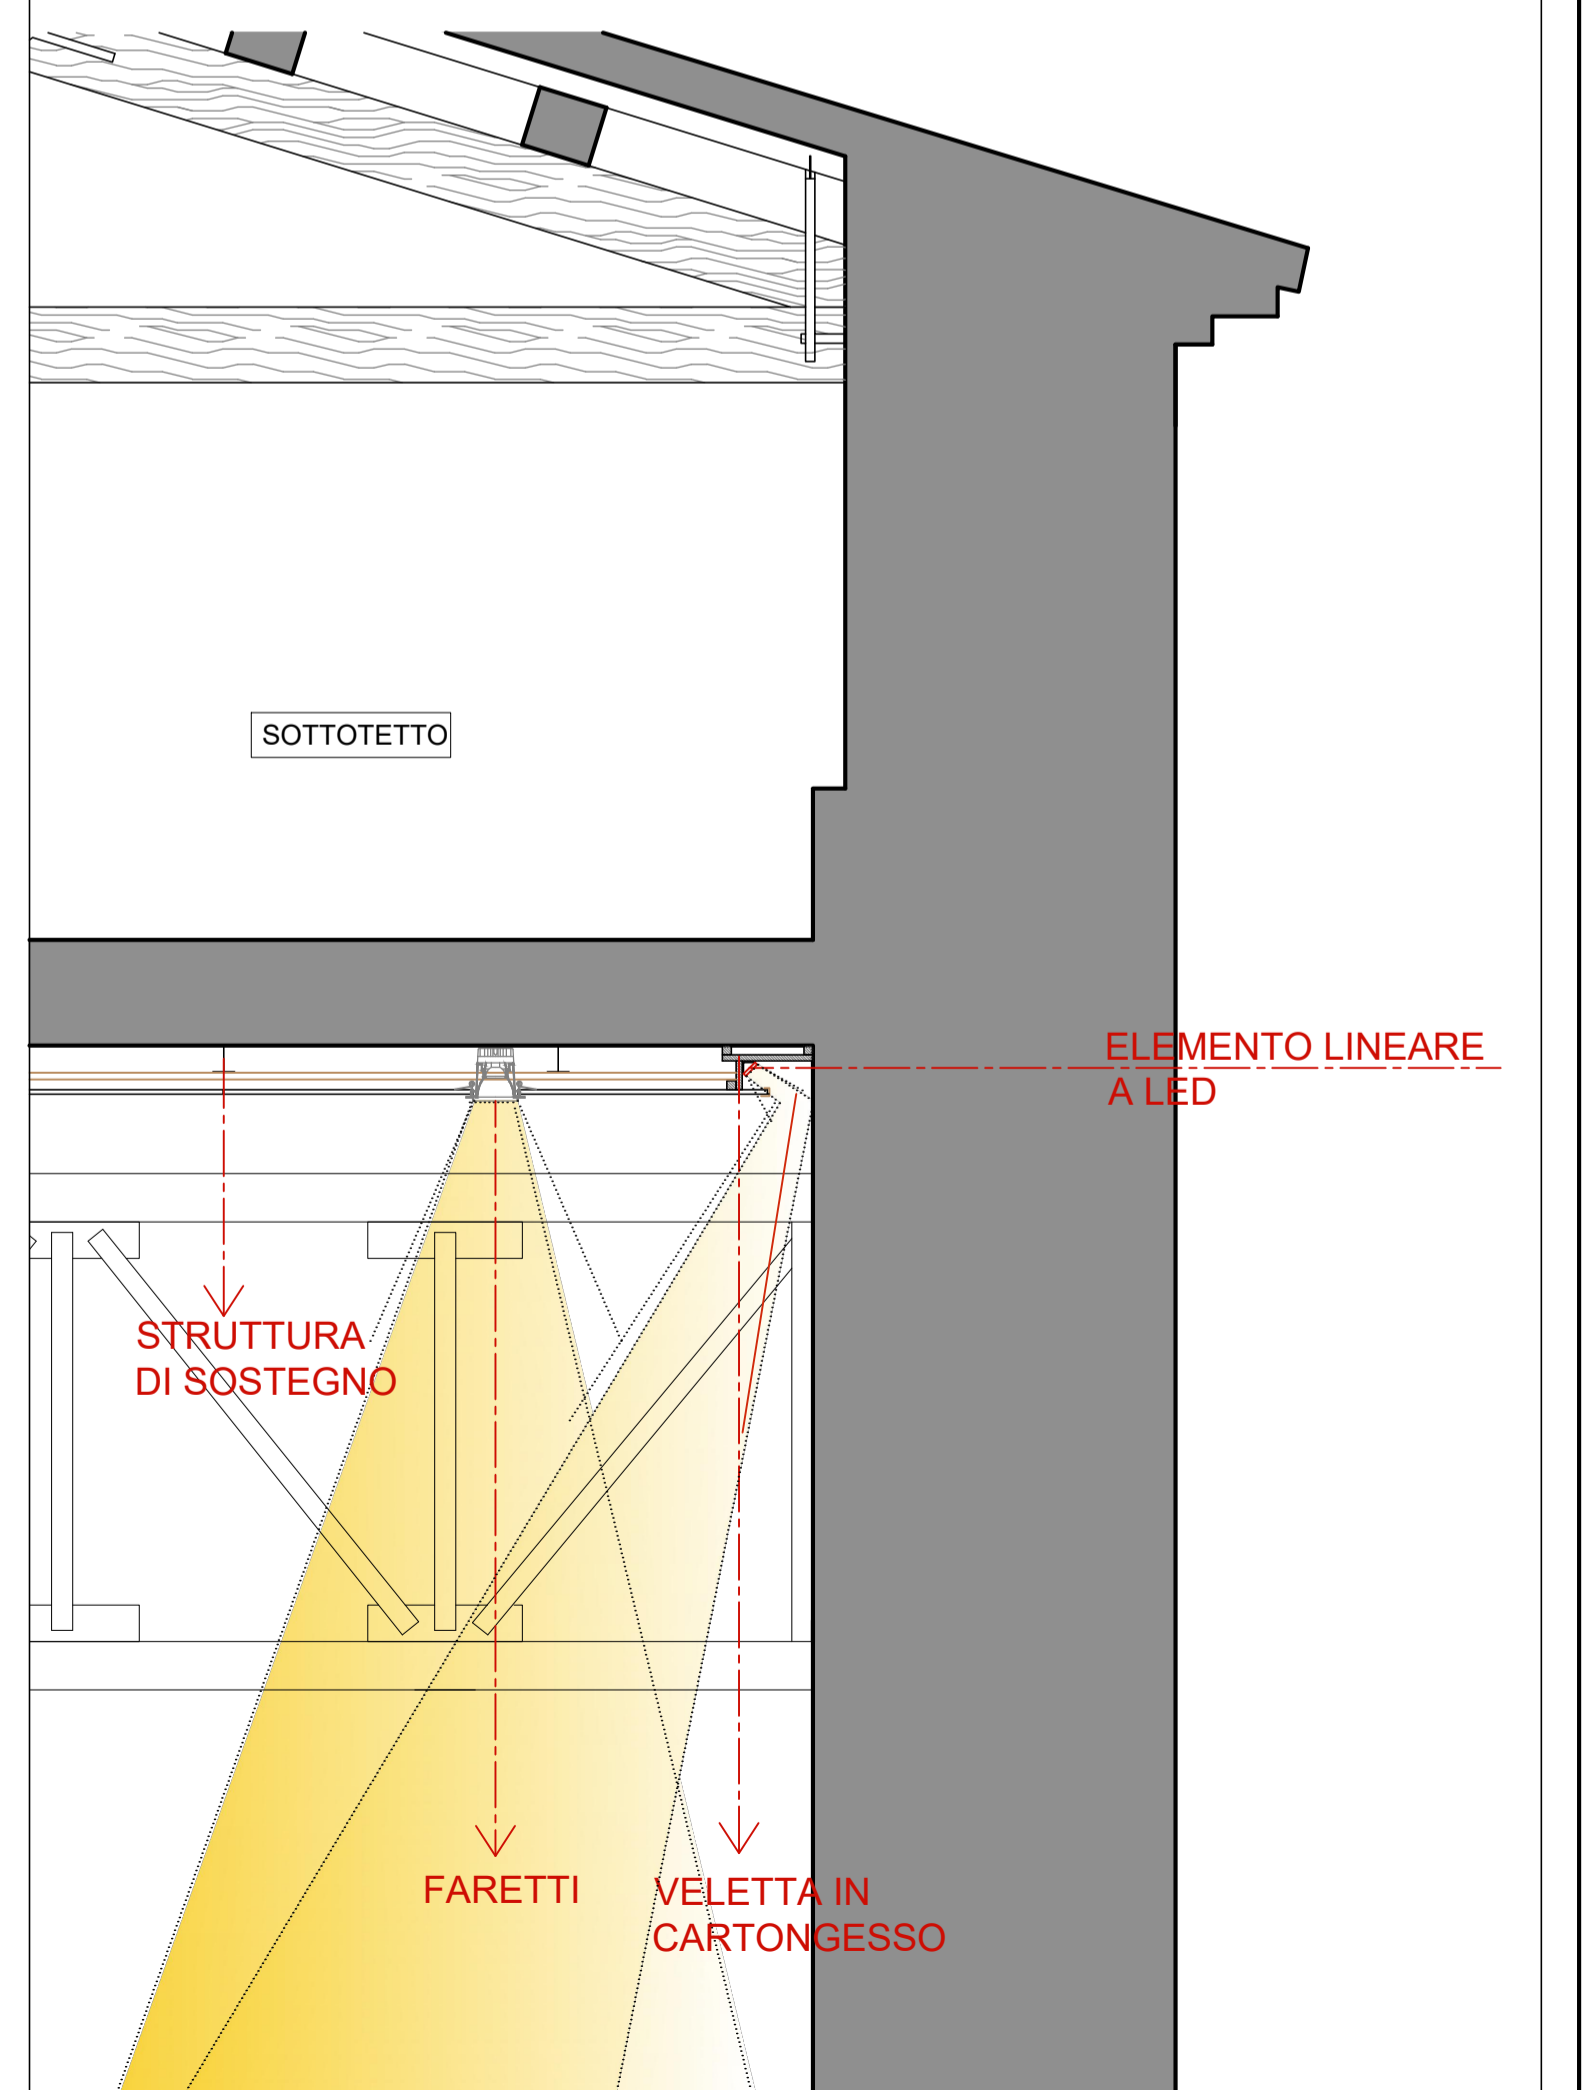 SOTTOTETTO
ELEMENTO LINEARE
A LED
STRUTTURA
DI SOSTEGNO
FARETTI
VELETTA IN
CARTONGESSO